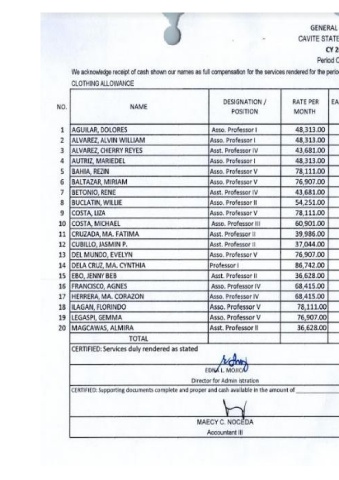 GENERAL
CAVITE STATE
CY 2
Period C
We acknowledge receipt of cash shown our names as full compensation for the services rendered for the perio
CLOTHING ALLOWANCE
NO. NAME DESIGNATION / POSITION RATE PER MONTH EA
1 AGUILAR, DOLORES Asso. Professor I 48,313.00
2 ALVAREZ, ALVIN WILLIAM Asso. Professor I 48,313.00
3 ALVAREZ, CHERRY REYES Asst. Professor IV 43,681.00
4 AUTRIZ, MARIEDEL Asso. Professor I 48,313.00
5 BAHIA, REZIN Asso. Professor V 78,111.00
6 BALTAZAR, MIRIAM Asso. Professor V 76,907.00
7 BETONIO, RENE Asst. Professor IV 43,681.00
8 BUCLATIN, WILLIE Asso. Professor II 54,251.00
9 COSTA, LIZA Asso. Professor V 78,111.00
10 COSTA, MICHAEL Asso. Professor III 60,901.00
11 CRUZADA, MA. FATIMA Asst. Professor II 39,986.00
12 CUBILLO, JASMIN P. Asst. Professor II 37,044.00
13 DEL MUNDO, EVELYN Asso. Professor V 76,907.00
14 DELA CRUZ, MA. CYNTHIA Professor I 86,742.00
15 EBO, JENNY BEB Asst. Professor II 36,628.00
16 FRANCISCO, AGNES Asso. Professor IV 68,415.00
17 HERRERA, MA. CORAZON Asso. Professor IV 68,415.00
18 ILAGAN, FLORINDO Asso. Professor V 78,111.00
19 LEGASPI, GEMMA Asso. Professor V 76,907.00
20 MAGCAWAS, ALMIRA Asst. Professor II 36,628.00
TOTAL
CERTIFIED: Services duly rendered as stated
EDNA L. MOJICA
Director for Admin istration
CERTIFIED: Supporting documents complete and proper and cash available in the amount of
MAECY C. NOCEDA
Accountant III